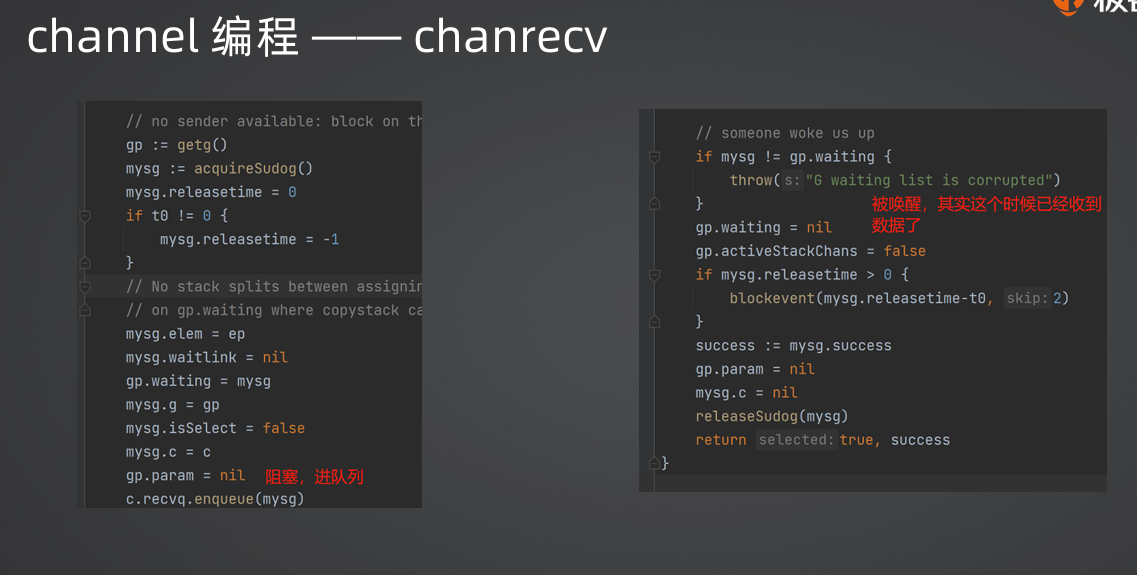 channel 编程 —— chanrecv
// no sender available: block on th
gp := getg()
mysg := acquireSudog()
mysg.releasetime = 0
if t0 != 0 {
mysg.releasetime = -1
}
// No stack splits between assignin
// on gp.waiting where copystack ca
mysg.elem = ep
mysg.waitlink = nil
gp.waiting = mysg
mysg.g = gp
mysg.isSelect = false
mysg.c = c
gp.param = nil 阻塞，进队列
c.recvq.enqueue(mysg)
// someone woke us up
if mysg != gp.waiting {
throw( s: "G waiting list is corrupted")
}
被唤醒，其实这个时候已经收到
数据了
gp.waiting = nil
gp.activeStackChans = false
if mysg.releasetime > 0 {
blockevent(mysg.releasetime-t0, skip: 2)
}
success := mysg.success
gp.param = nil
mysg.c = nil
releaseSudog(mysg)
return selected: true, success
}